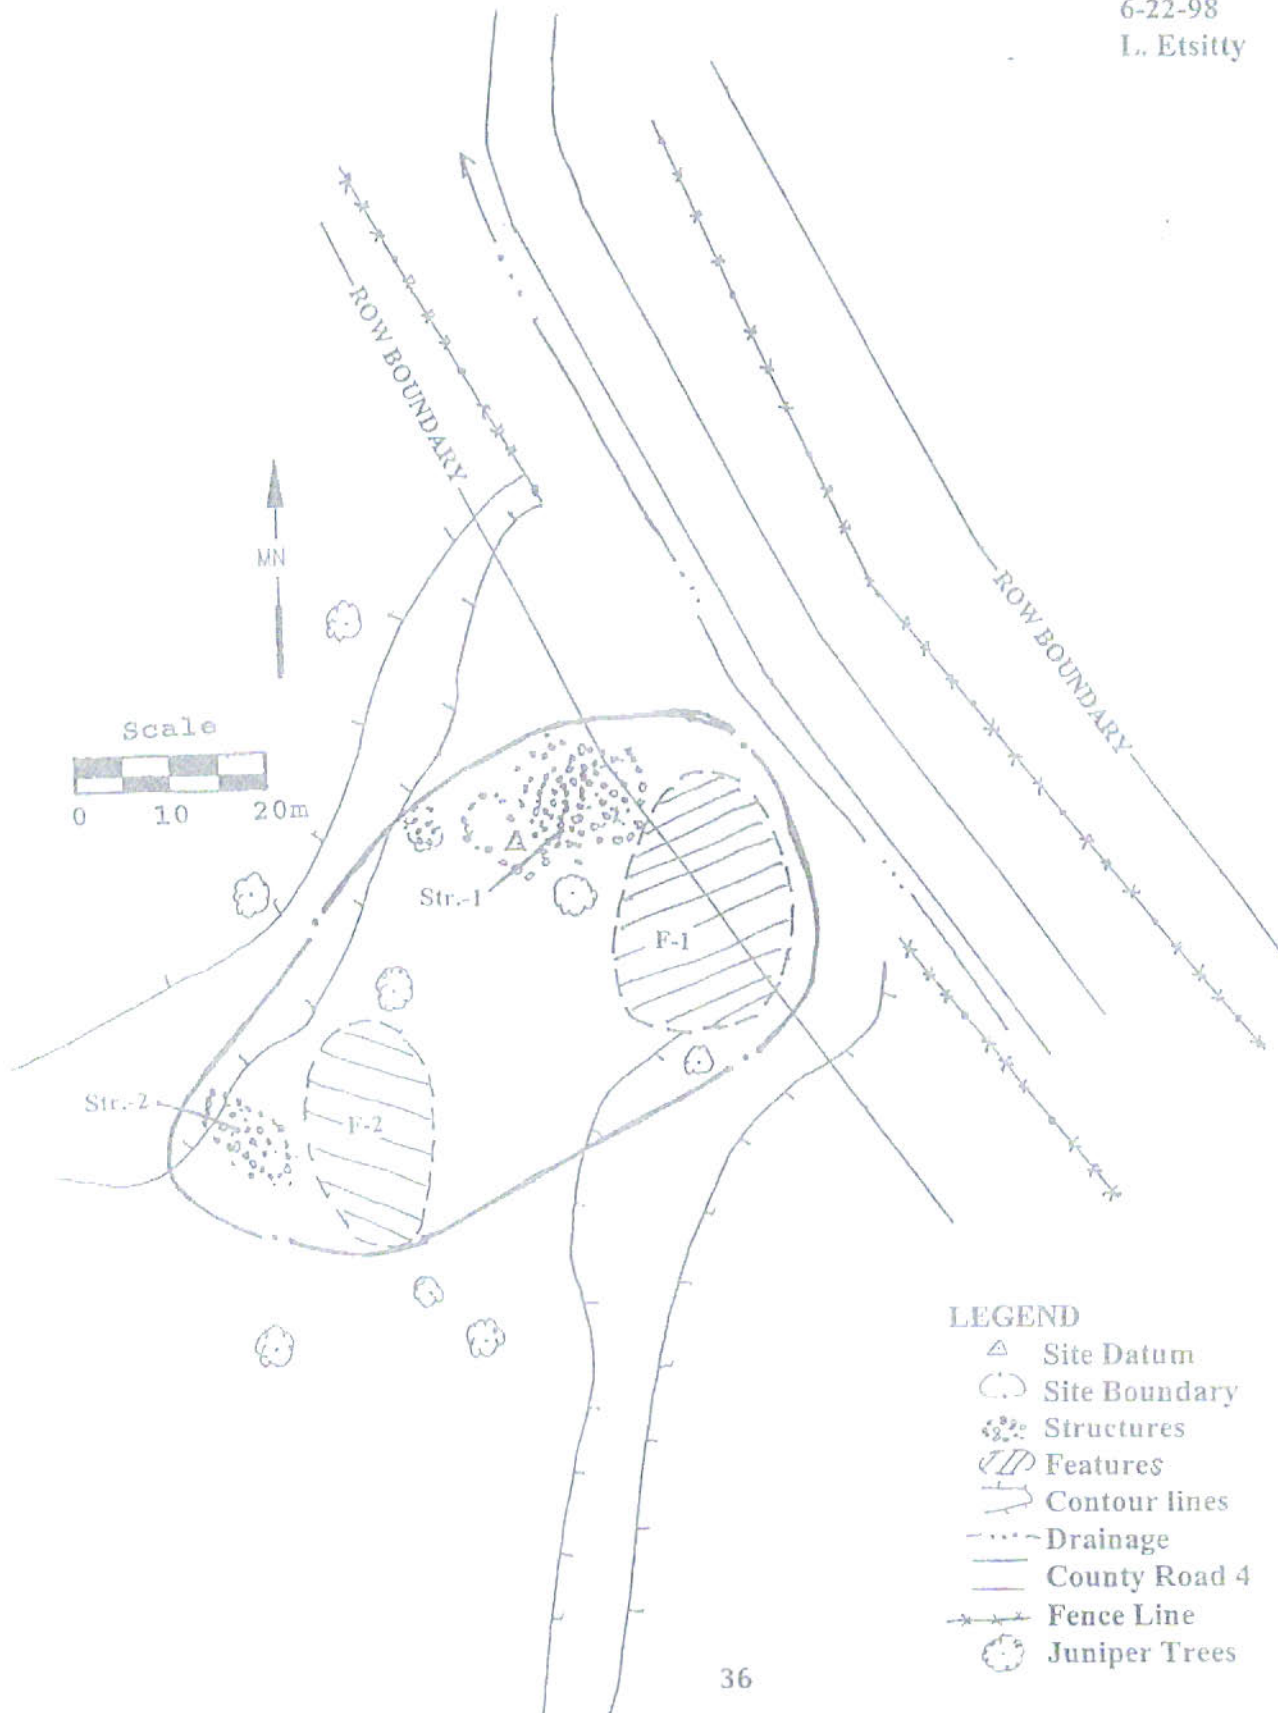 6-22-98
L. Etsitty
ROW BOUNDARY
MN
ROW BOUNDARY
Scale
0 10 20m
Str.-1
F-1
Str.-2
F-2
LEGEND
Site Datum
Site Boundary
Structures
Features
Contour lines
Drainage
County Road 4
Fence Line
Juniper Trees
36